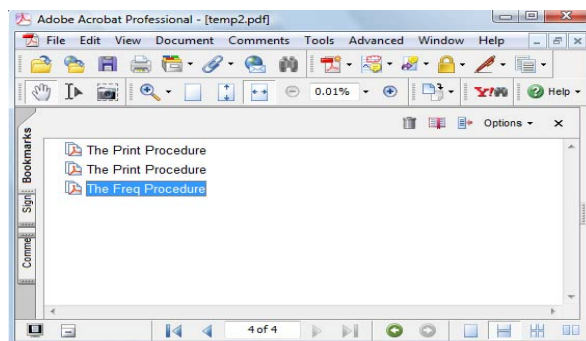 Adobe Acrobat Professional - [temp2.pdf]
File Edit View Document Comments Tools Advanced Window Help
0.01% Y! Help
Options
Bookmarks
The Print Procedure
The Print Procedure
The Freq Procedure
Sign
Comme
4 of 4